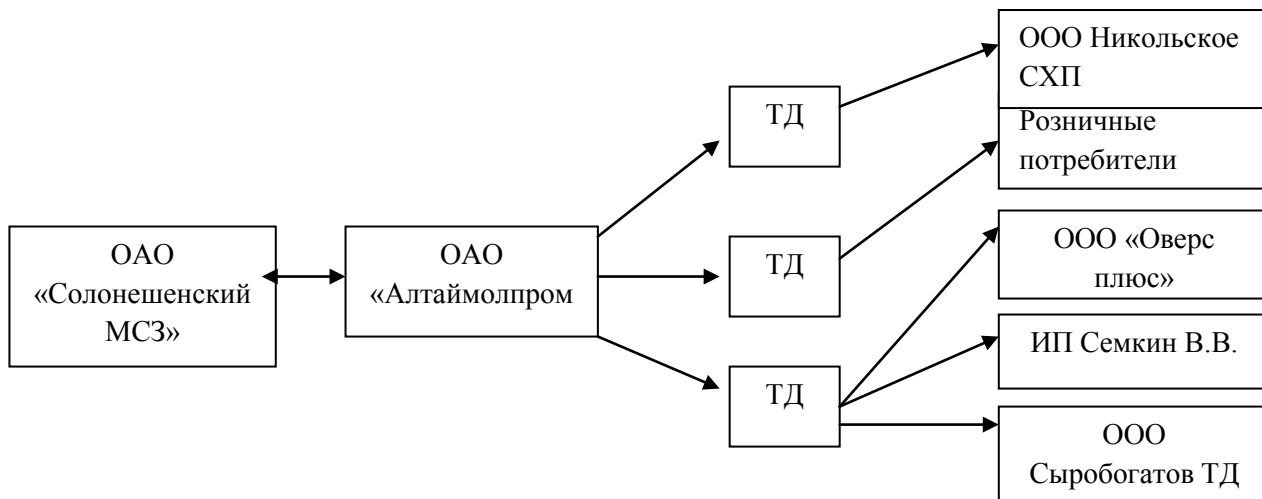 ОАО
«Солонешенский
МСЗ»
ОАО
«Алтаймолпром
ТД
ТД
ТД
ООО Никольское
СХП
Розничные
потребители
ООО «Оверс
плюс»
ИП Семкин В.В.
ООО
Сыробогатов ТД